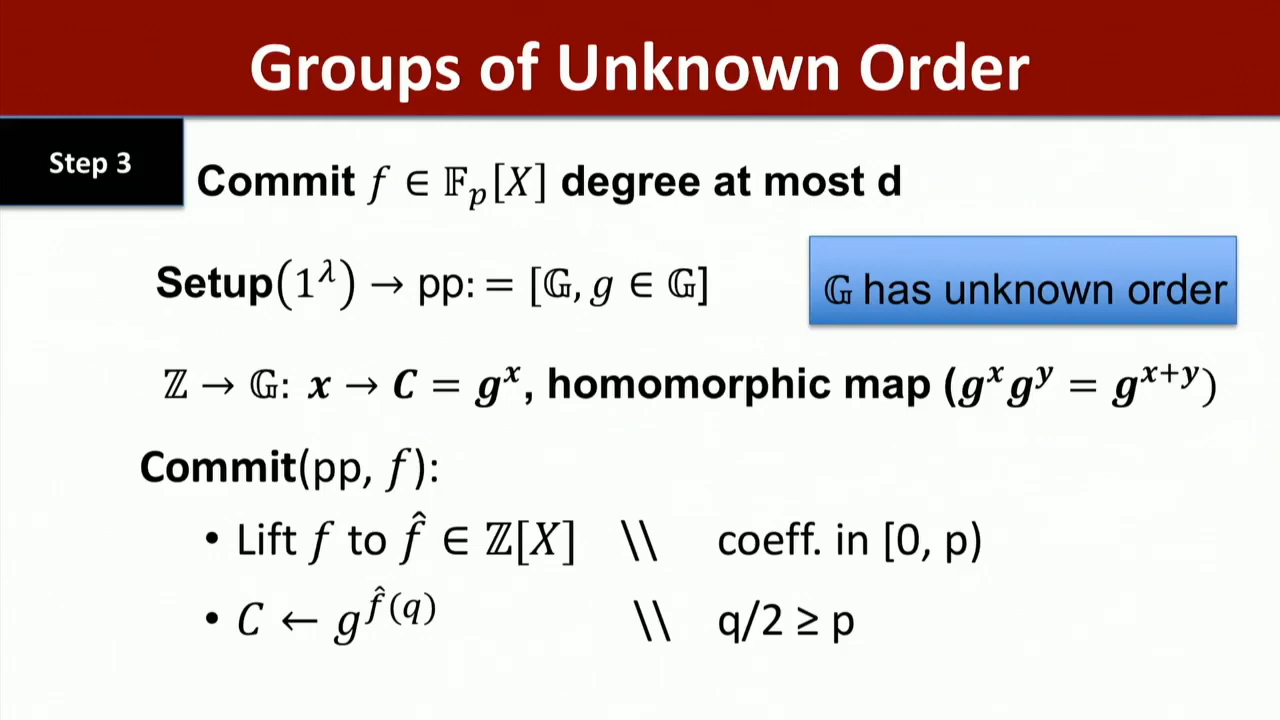 Groups of Unknown Order
Step 3
Commit 𝑓 ∈ 𝔽ₚ[𝑋] degree at most d
Setup(1^λ) → pp: = [𝔾, 𝑔 ∈ 𝔾]
𝔾 has unknown order
ℤ → 𝔾: 𝒙 → 𝑪 = 𝒈^𝒙, homomorphic map (𝒈^𝒙𝒈^𝒚 = 𝒈^{𝒙+𝒚})
Commit(pp, 𝑓):
• Lift 𝑓 to 𝑓̂ ∈ ℤ[𝑋] \\ coeff. in [0, p)
• 𝐶 ← 𝑔^{𝑓̂(𝑞)} \\ q/2 ≥ p